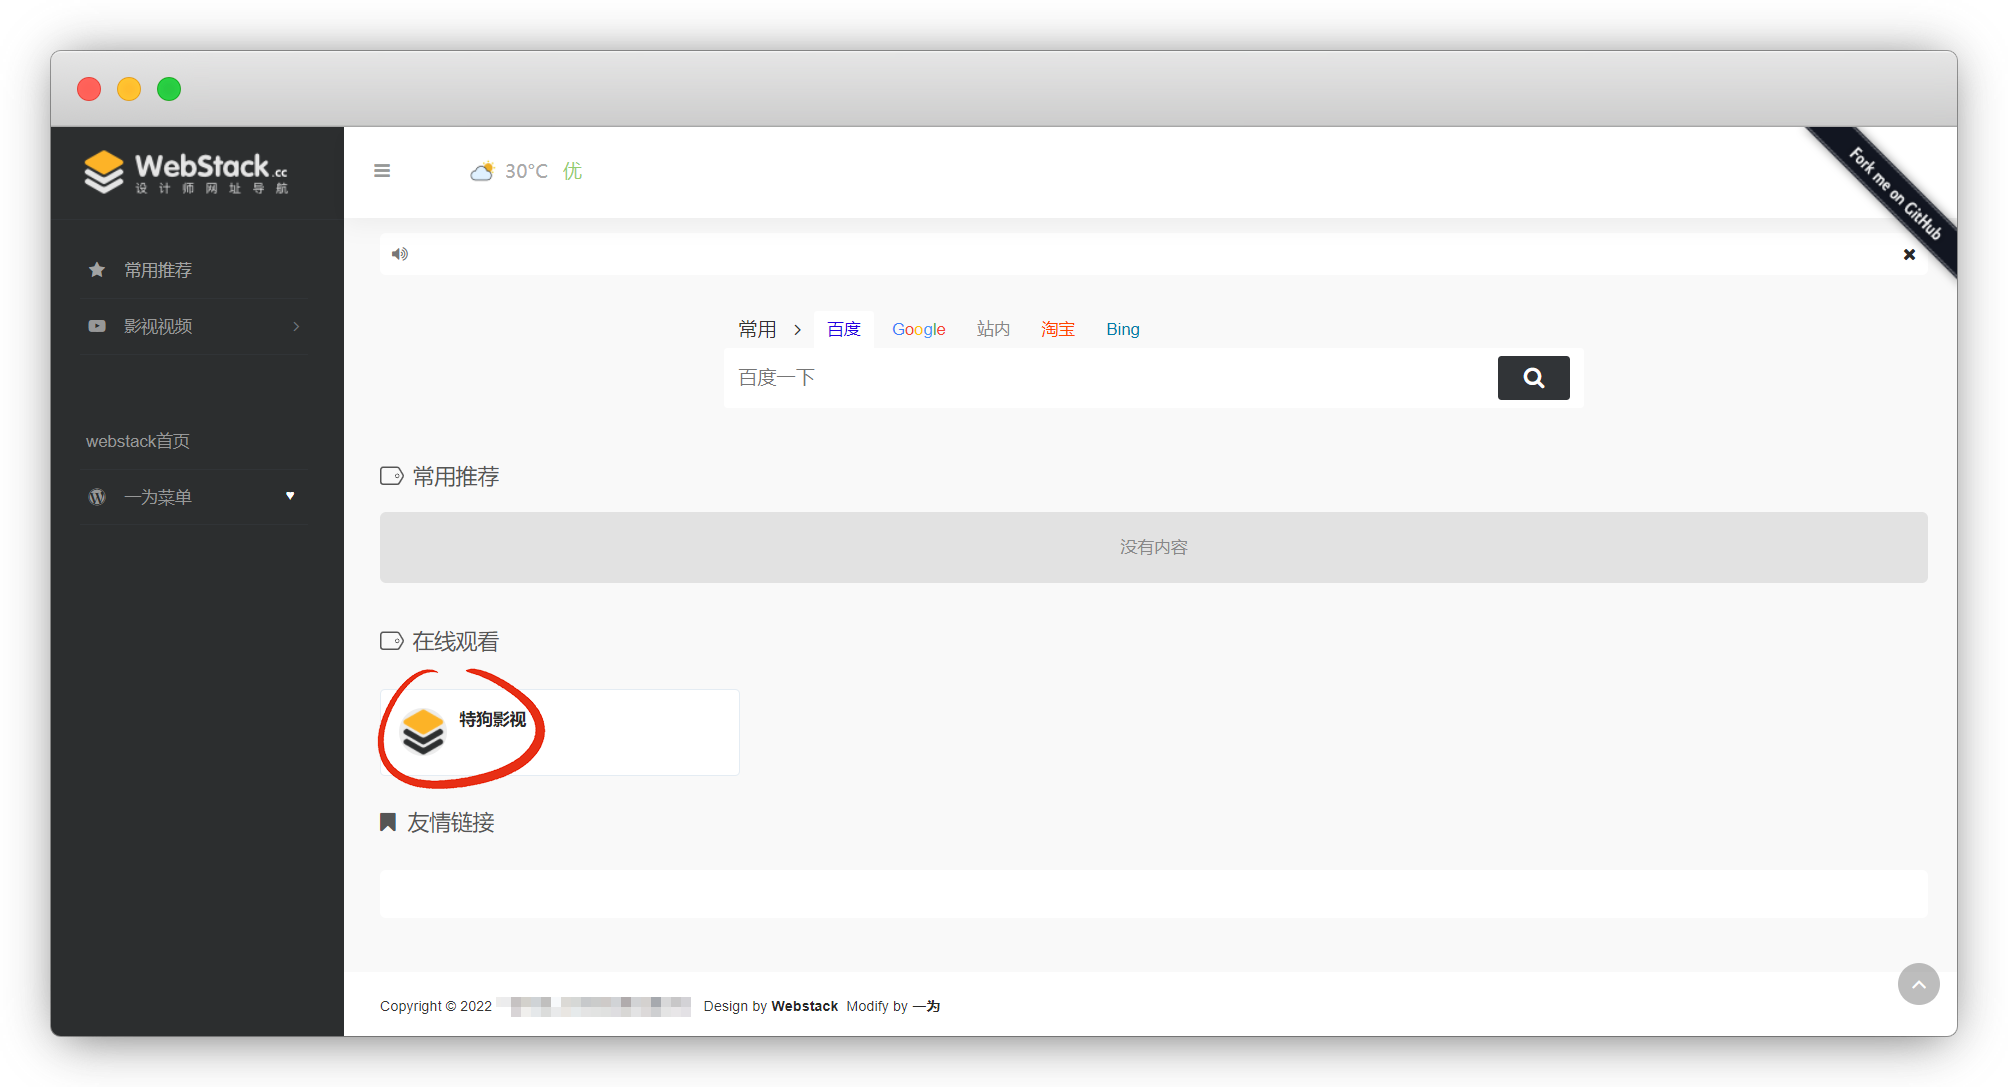 WebStack.cc
设计师网址导航
30°C 优
Fork me on GitHub
常用推荐
影视视频
webstack首页
一为菜单
常用 百度 Google 站内 淘宝 Bing
百度一下
常用推荐
没有内容
在线观看
特狗影视
友情链接
Copyright © 2022 Design by Webstack Modify by 一为